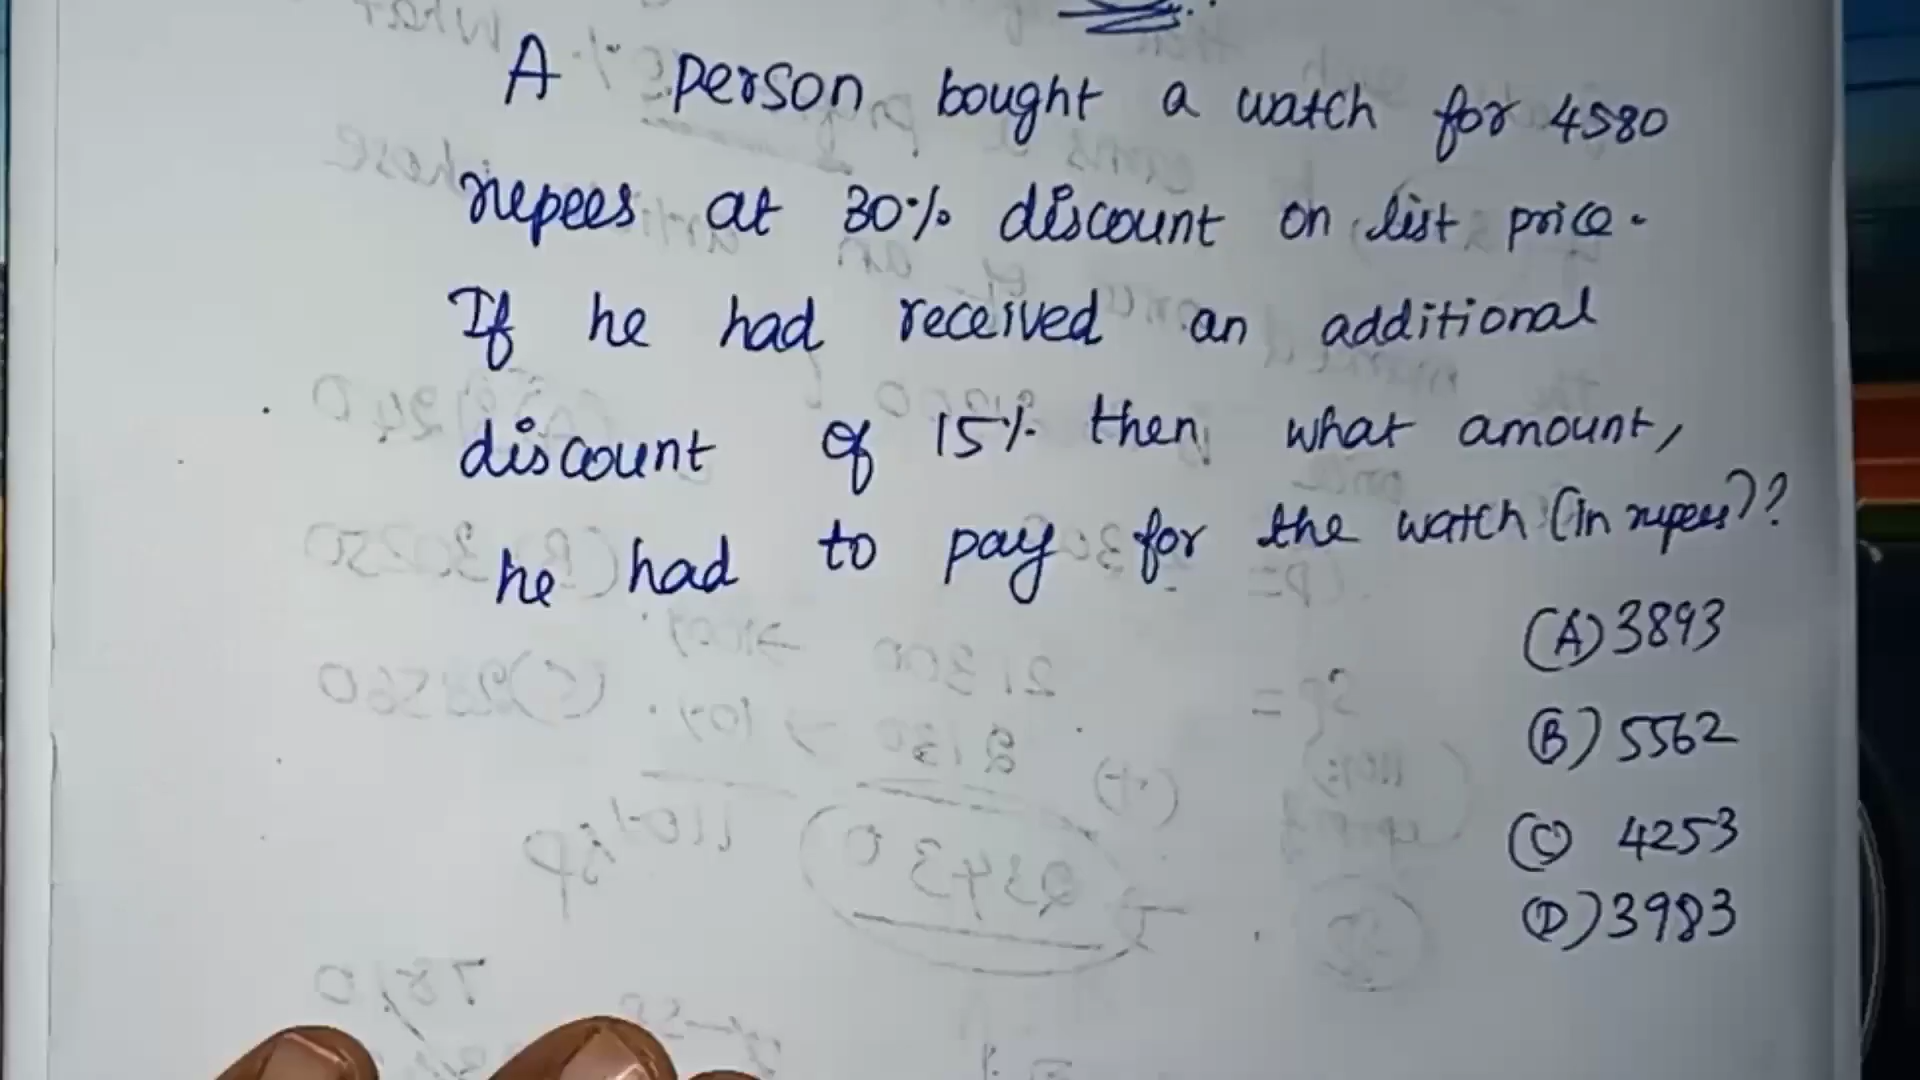 A person bought a watch for 4580
rupees at 30% discount on list price.
If he had received an additional
discount of 15% then what amount,
he had to pay for the watch (in rupees)?
(A) 3893
(B) 5562
(C) 4253
(D) 3983